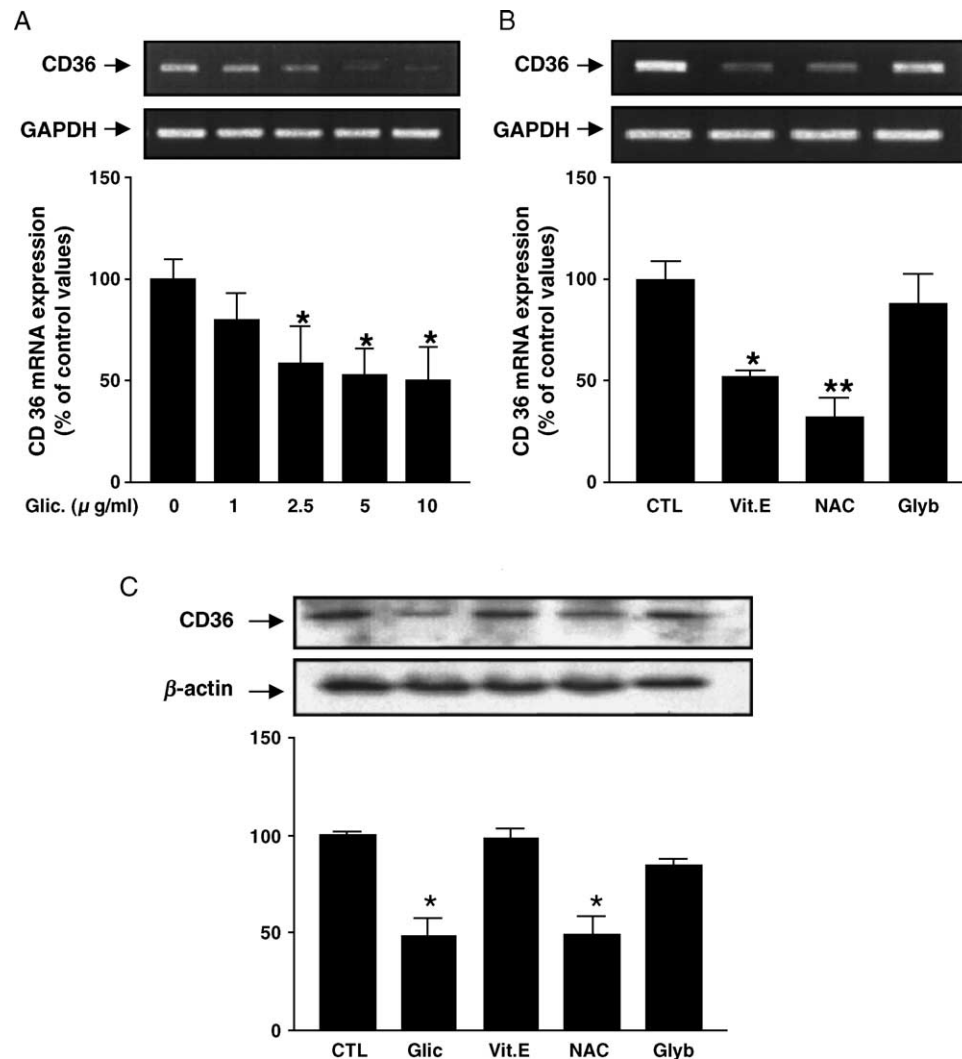 A
CD36
GAPDH
150
100
50
0
CD 36 mRNA expression
(% of control values)
*
*
*
Glic. (μ g/ml) 0 1 2.5 5 10
B
CD36
GAPDH
150
100
50
0
CD 36 mRNA expression
(% of control values)
*
**
CTL Vit.E NAC Glyb
C
CD36
β-actin
150
100
50
0
*
*
CTL Glic Vit.E NAC Glyb